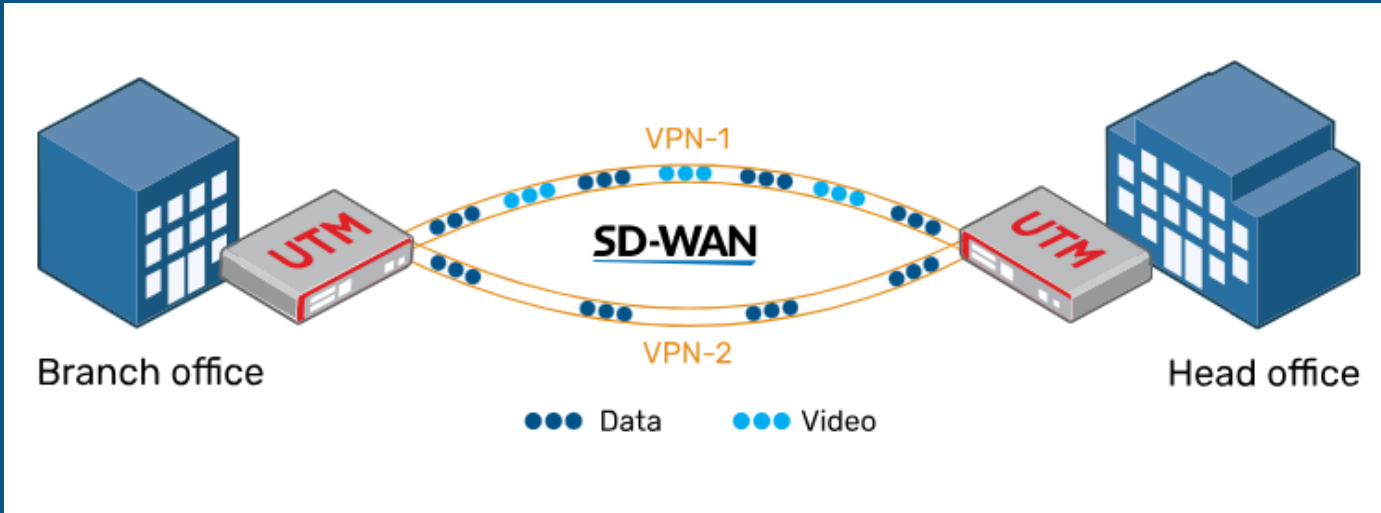 VPN-1
UTM
SD-WAN
UTM
VPN-2
Branch office
Head office
Data
Video